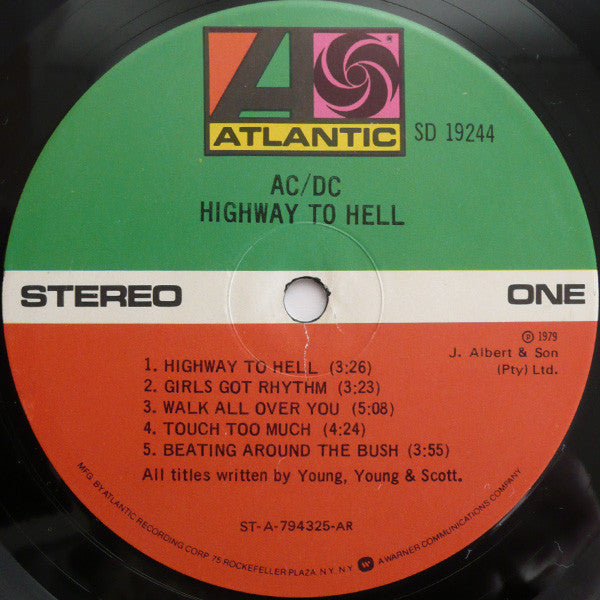 ATLANTIC
SD 19244
AC/DC
HIGHWAY TO HELL
STEREO
ONE
℗ 1979
J. Albert & Son
(Pty) Ltd.
1. HIGHWAY TO HELL (3:26)
2. GIRLS GOT RHYTHM (3:23)
3. WALK ALL OVER YOU (5:08)
4. TOUCH TOO MUCH (4:24)
5. BEATING AROUND THE BUSH (3:55)
All titles written by Young, Young & Scott.
ST-A-794325-AR
MFG. BY ATLANTIC RECORDING CORP. 75 ROCKEFELLER PLAZA, N.Y. N.Y. A WARNER COMMUNICATIONS COMPANY